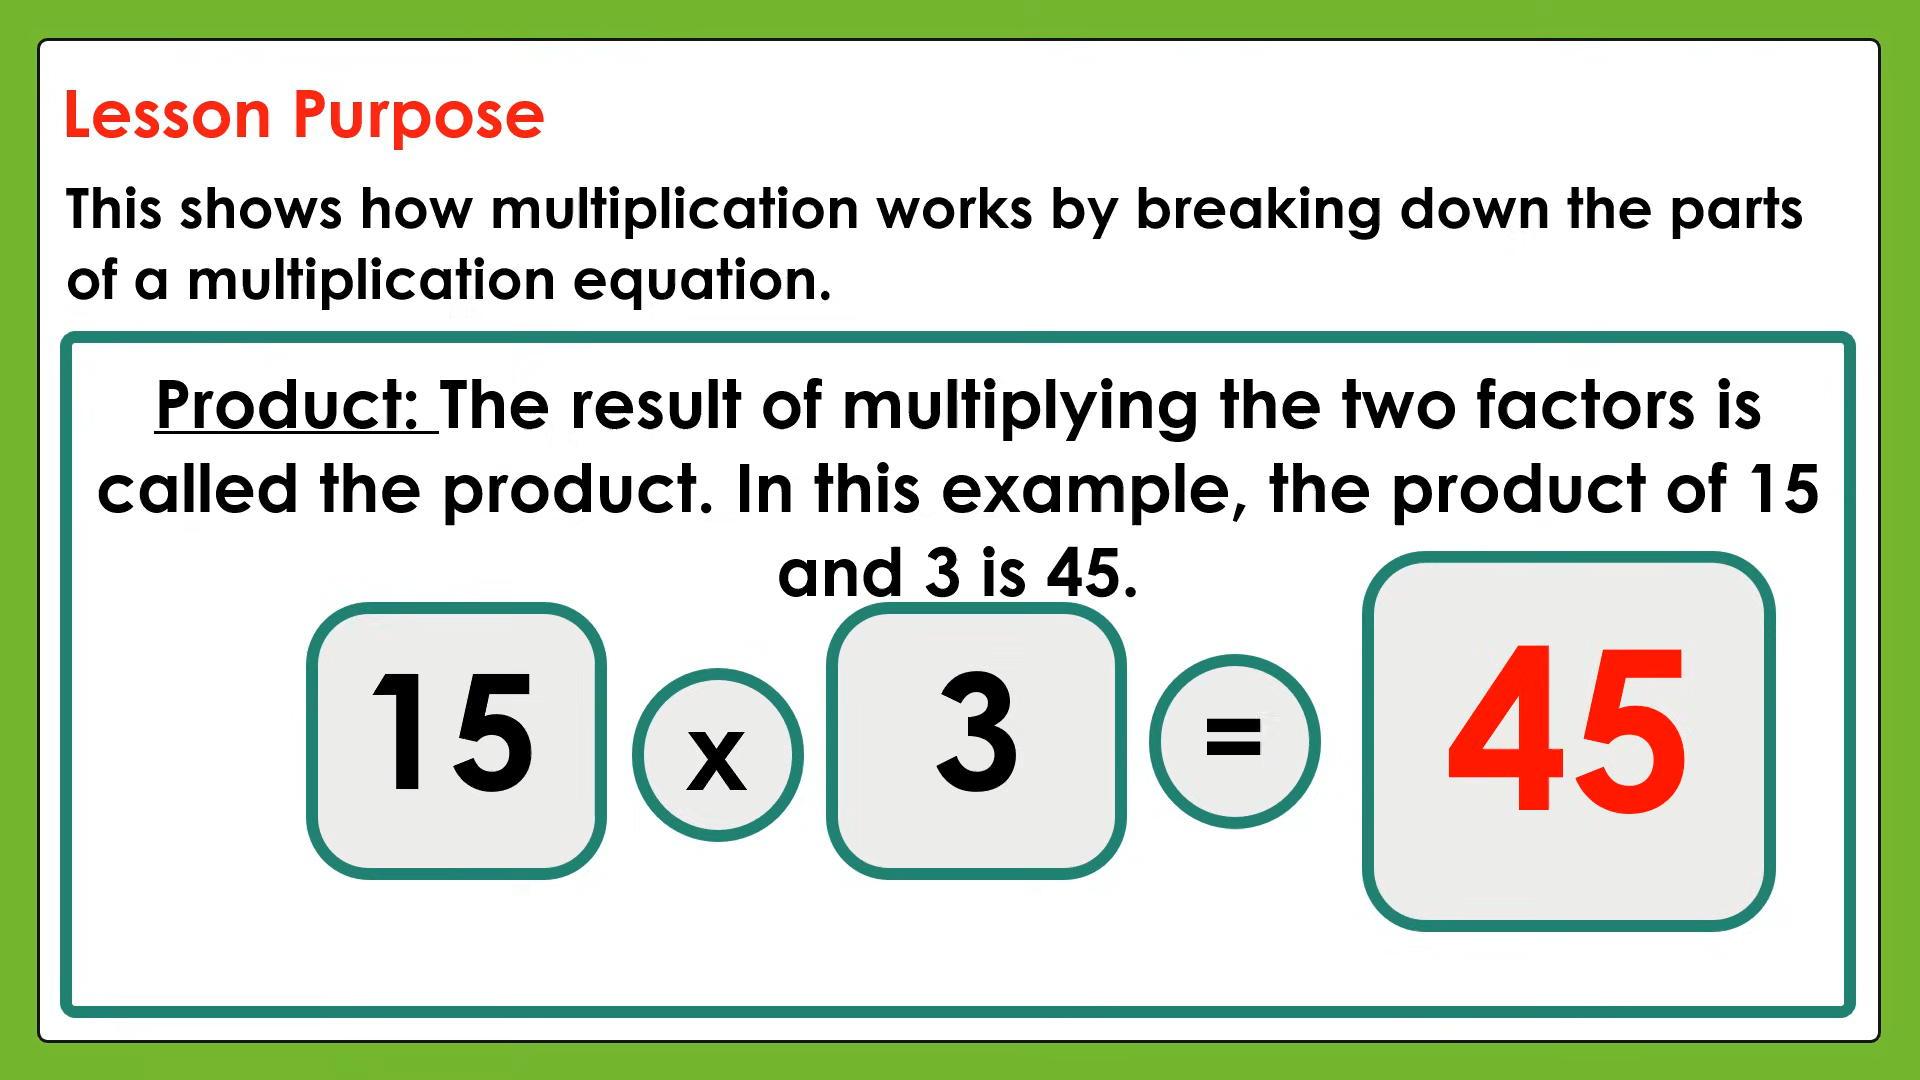 Lesson Purpose
This shows how multiplication works by breaking down the parts
of a multiplication equation.
Product: The result of multiplying the two factors is
called the product. In this example, the product of 15
and 3 is 45.
15 x 3 = 45